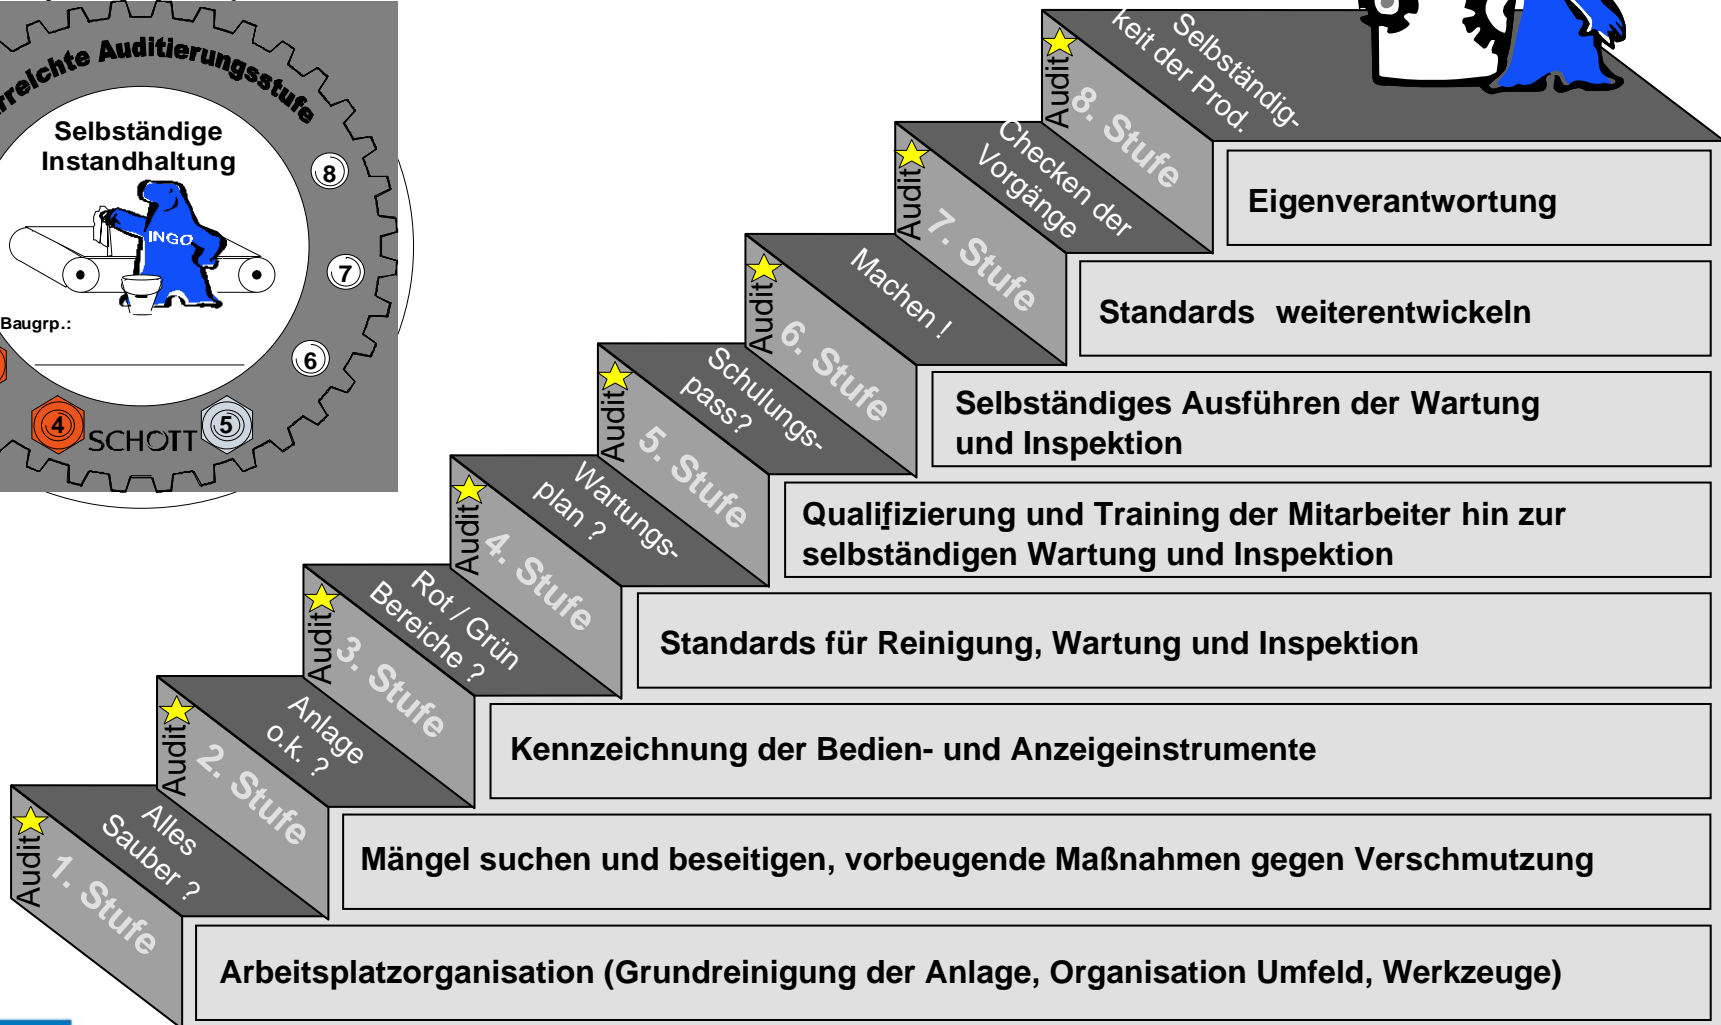 Auditierungsstufe
Selbständige
Instandhaltung
INGO
Baugrp.:
8
7
6
5
4
SCHOTT
Audit
8. Stufe
Selbständig-
keit der Prod.
Eigenverantwortung
Audit
7. Stufe
Checken der
Vorgänge
Standards weiterentwickeln
Audit
6. Stufe
Machen !
Selbständiges Ausführen der Wartung
und Inspektion
Audit
5. Stufe
Schulungs-
pass?
Qualifizierung und Training der Mitarbeiter hin zur
selbständigen Wartung und Inspektion
Audit
4. Stufe
Wartungs-
plan ?
Standards für Reinigung, Wartung und Inspektion
Audit
3. Stufe
Rot / Grün
Bereiche ?
Kennzeichnung der Bedien- und Anzeigeinstrumente
Audit
2. Stufe
Anlage
o.k. ?
Mängel suchen und beseitigen, vorbeugende Maßnahmen gegen Verschmutzung
Audit
1. Stufe
Alles
Sauber ?
Arbeitsplatzorganisation (Grundreinigung der Anlage, Organisation Umfeld, Werkzeuge)